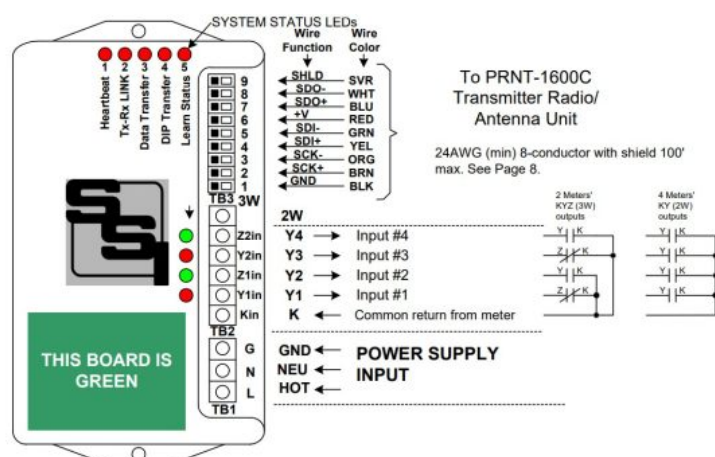 SYSTEM STATUS LEDs
Wire Function
Wire Color
1 2 3 4 5
Heartbeat
Tx-Rx LINK
Data Transfer
DIP Transfer
Learn Status
9 SHLD SVR
8 SDO- WHT
7 SDO+ BLU
6 +V RED
5 SDI- GRN
4 SDI+ YEL
3 SCK- ORG
2 SCK+ BRN
1 GND BLK
To PRNT-1600C
Transmitter Radio/
Antenna Unit
24AWG (min) 8-conductor with shield 100'
max. See Page 8.
TB3 3W
2W
2 Meters'
KYZ (3W)
outputs
4 Meters'
KY (2W)
outputs
SSI
Z2in Y4 Input #4
Y2in Y3 Input #3
Z1in Y2 Input #2
Y1in Y1 Input #1
Kin K Common return from meter
Y K
Z K
Y K
Z K
Y K
Y K
Y K
Y K
TB2
G GND
N NEU
L HOT
POWER SUPPLY
INPUT
TB1
THIS BOARD IS
GREEN